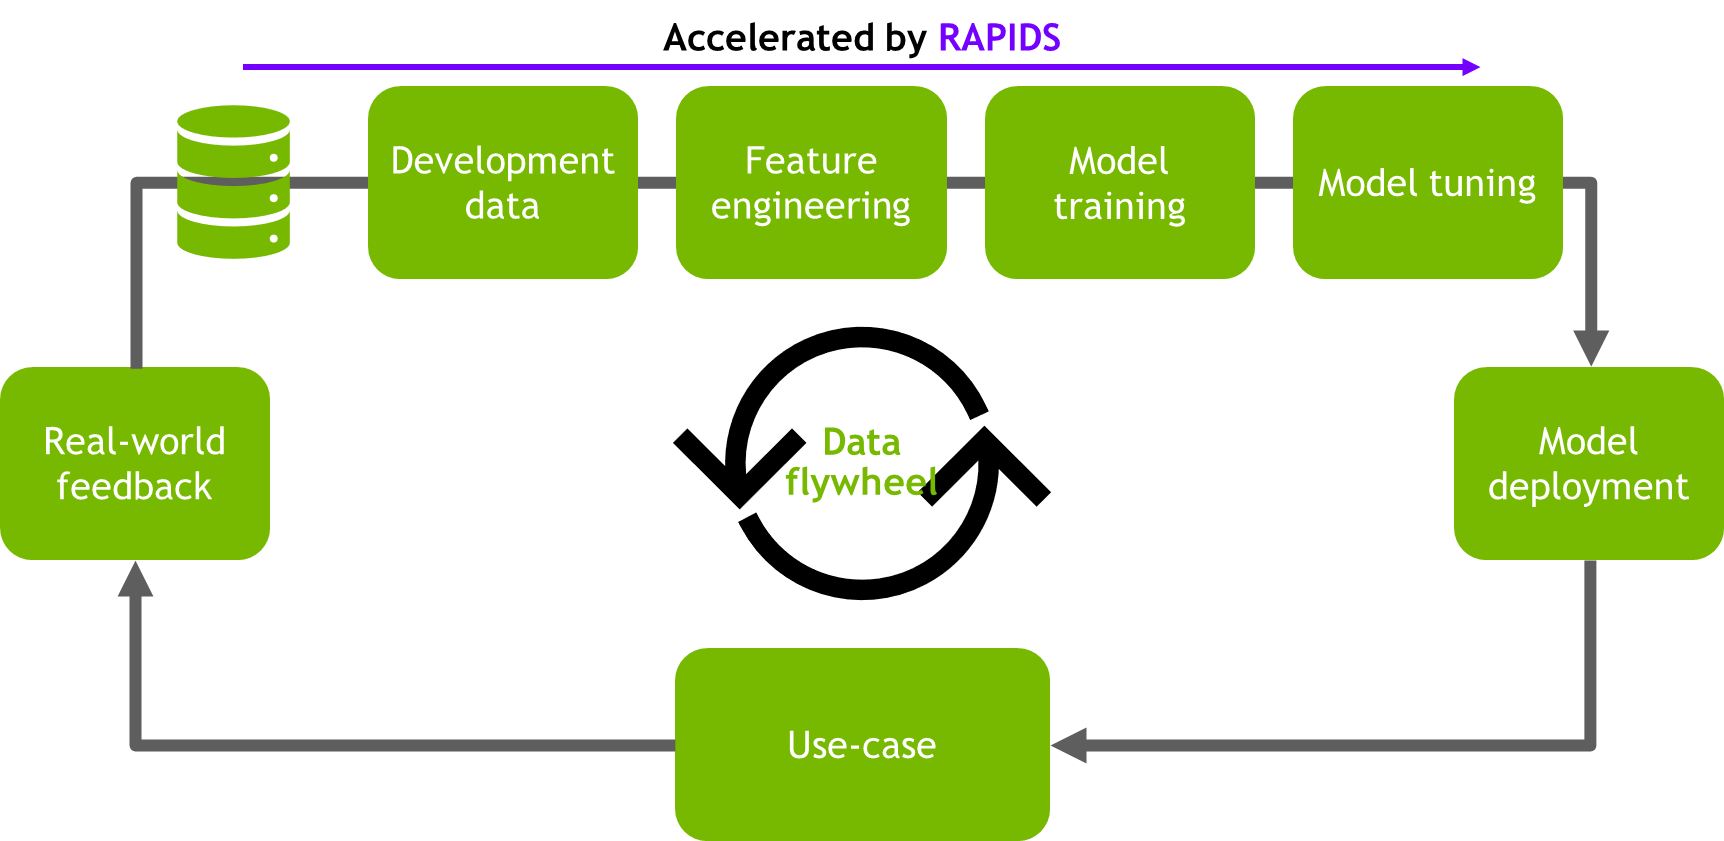 Accelerated by RAPIDS
Development
data
Feature
engineering
Model
training
Model tuning
Real-world
feedback
Data
flywheel
Model
deployment
Use-case